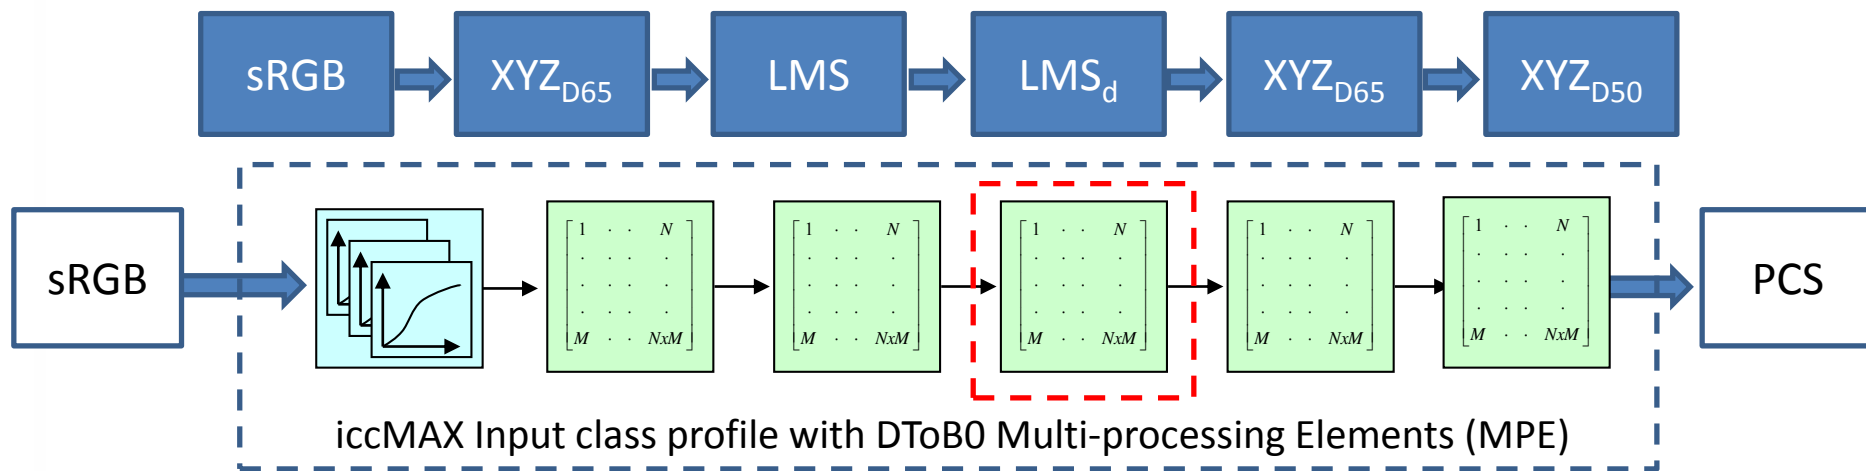 sRGB
XYZD65
LMS
LMSd
XYZD65
XYZD50
sRGB
1 · · N
· · · ·
· · · ·
· · · ·
M · · NxM
1 · · N
· · · ·
· · · ·
· · · ·
M · · NxM
1 · · N
· · · ·
· · · ·
· · · ·
M · · NxM
1 · · N
· · · ·
· · · ·
· · · ·
M · · NxM
1 · · N
· · · ·
· · · ·
· · · ·
M · · NxM
PCS
iccMAX Input class profile with DToB0 Multi-processing Elements (MPE)